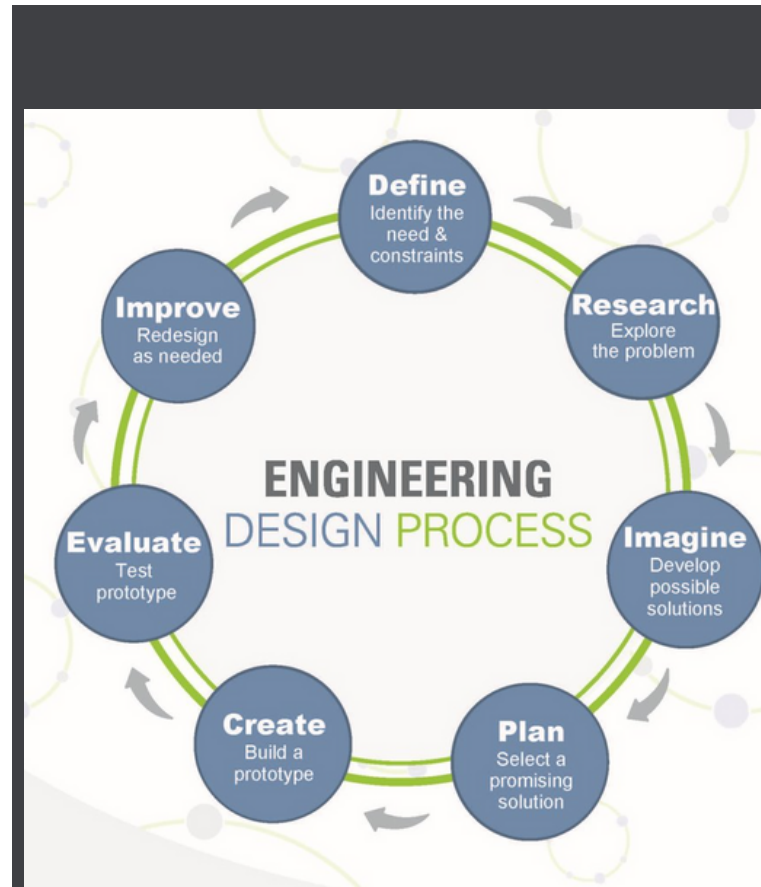 Define
Identify the
need &
constraints
Research
Explore
the problem
Imagine
Develop
possible
solutions
Plan
Select a
promising
solution
Create
Build a
prototype
Evaluate
Test
prototype
Improve
Redesign
as needed
ENGINEERING
DESIGN PROCESS